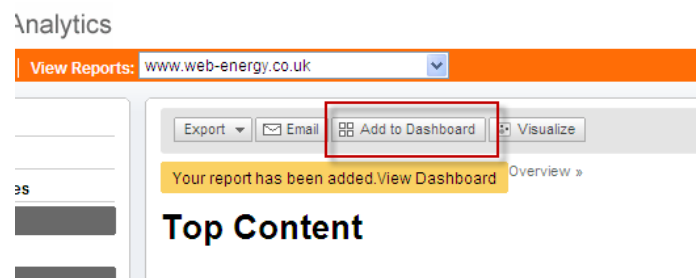 Analytics
View Reports: www.web-energy.co.uk
Export Email Add to Dashboard Visualize
Your report has been added.View Dashboard Overview »
es
Top Content